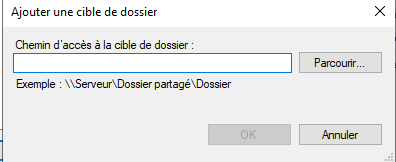 Ajouter une cible de dossier
Chemin d'accès à la cible de dossier :
Parcourir...
Exemple : \\Serveur\Dossier partagé\Dossier
OK
Annuler